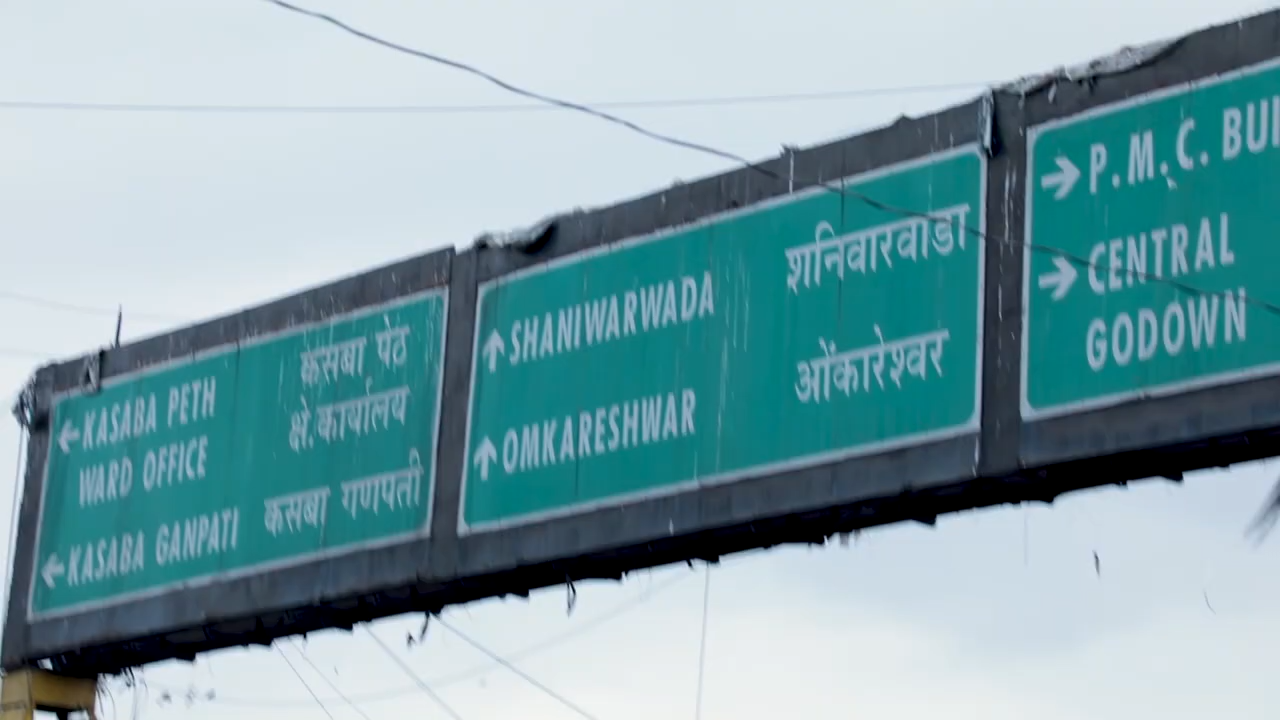 ← KASABA PETH
WARD OFFICE
← KASABA GANPATI
कसबा पेठ
क्षे.कार्यालय
कसबा गणपती
↑ SHANIWARWADA
↑ OMKARESHWAR
शनिवारवाडा
ओंकारेश्वर
→ P.M.C.
→ CENTRAL
GODOWN